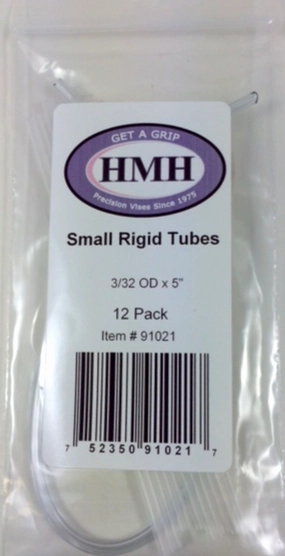 GET A GRIP
HMH
Precision Vises Since 1975
Small Rigid Tubes
3/32 OD x 5"
12 Pack
Item # 91021
7 52350 91021 7